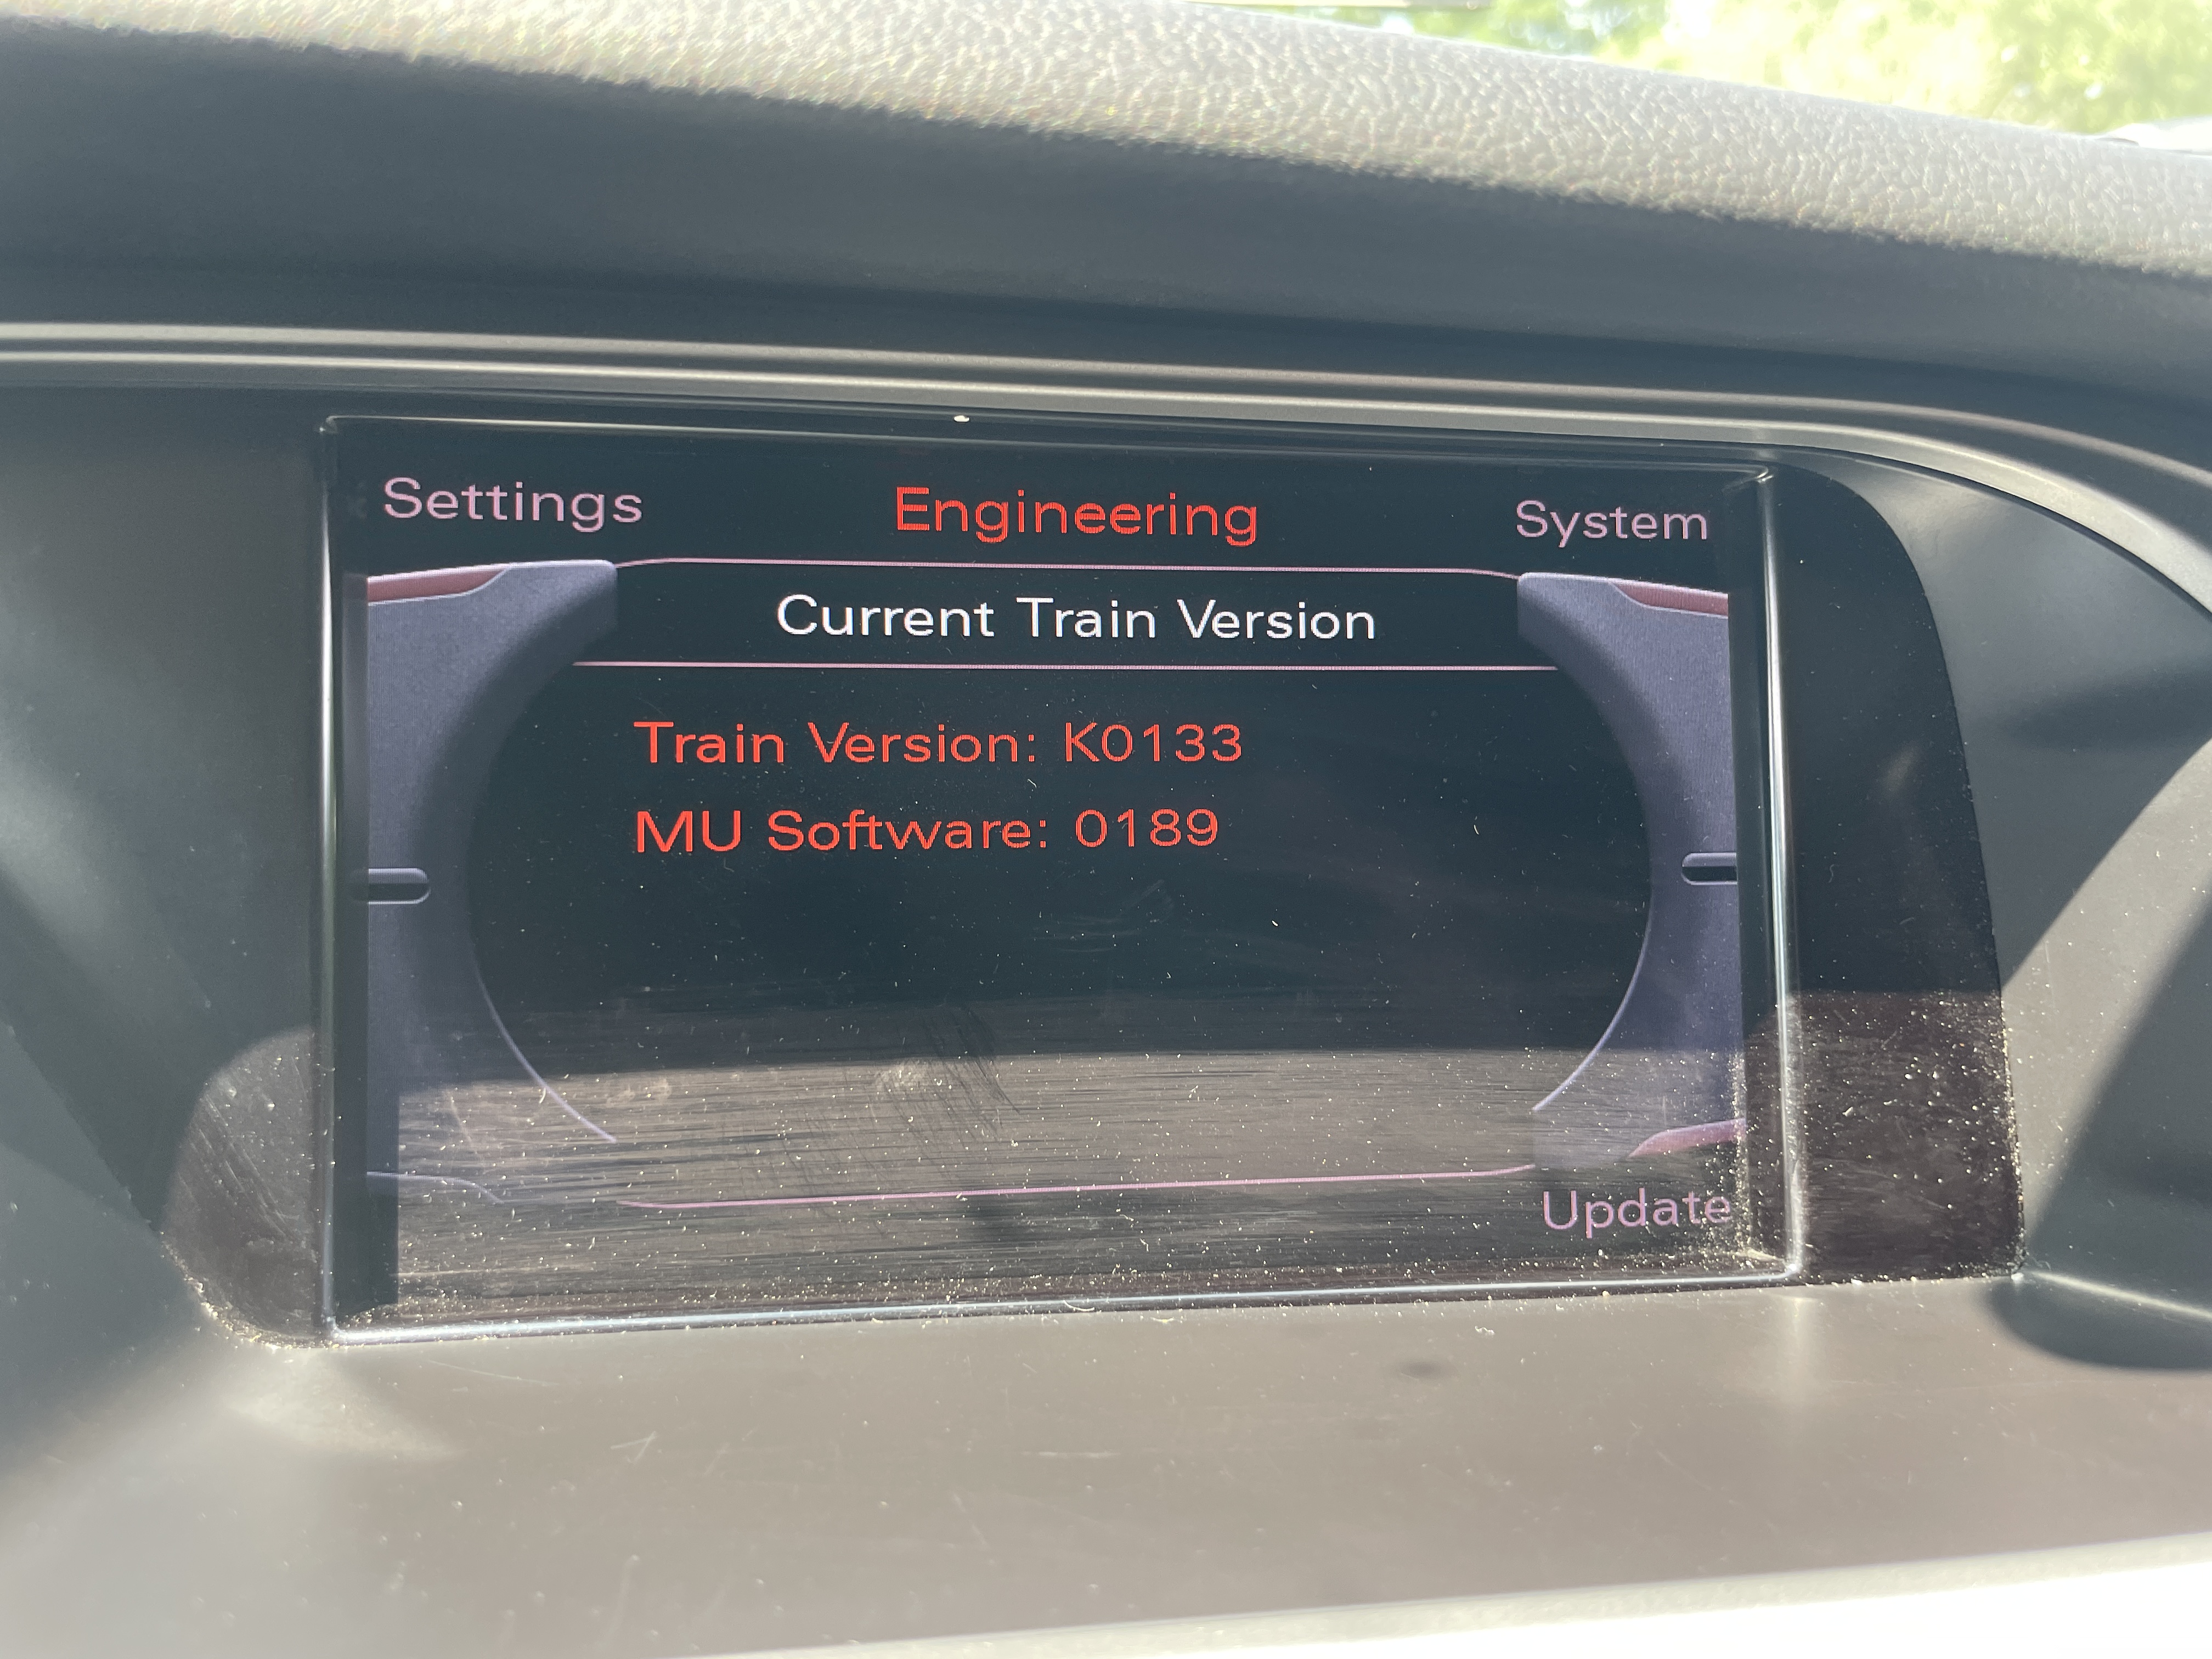 Settings
Engineering
System
Current Train Version
Train Version: K0133
MU Software: 0189
Update